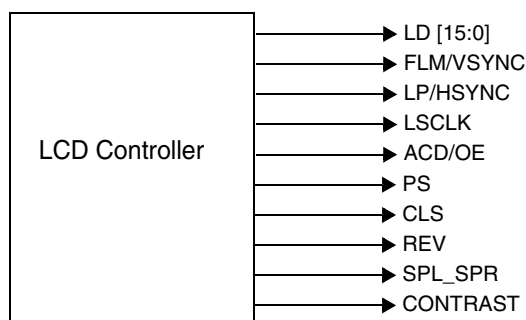 LCD Controller
LD [15:0]
FLM/VSYNC
LP/HSYNC
LSCLK
ACD/OE
PS
CLS
REV
SPL_SPR
CONTRAST